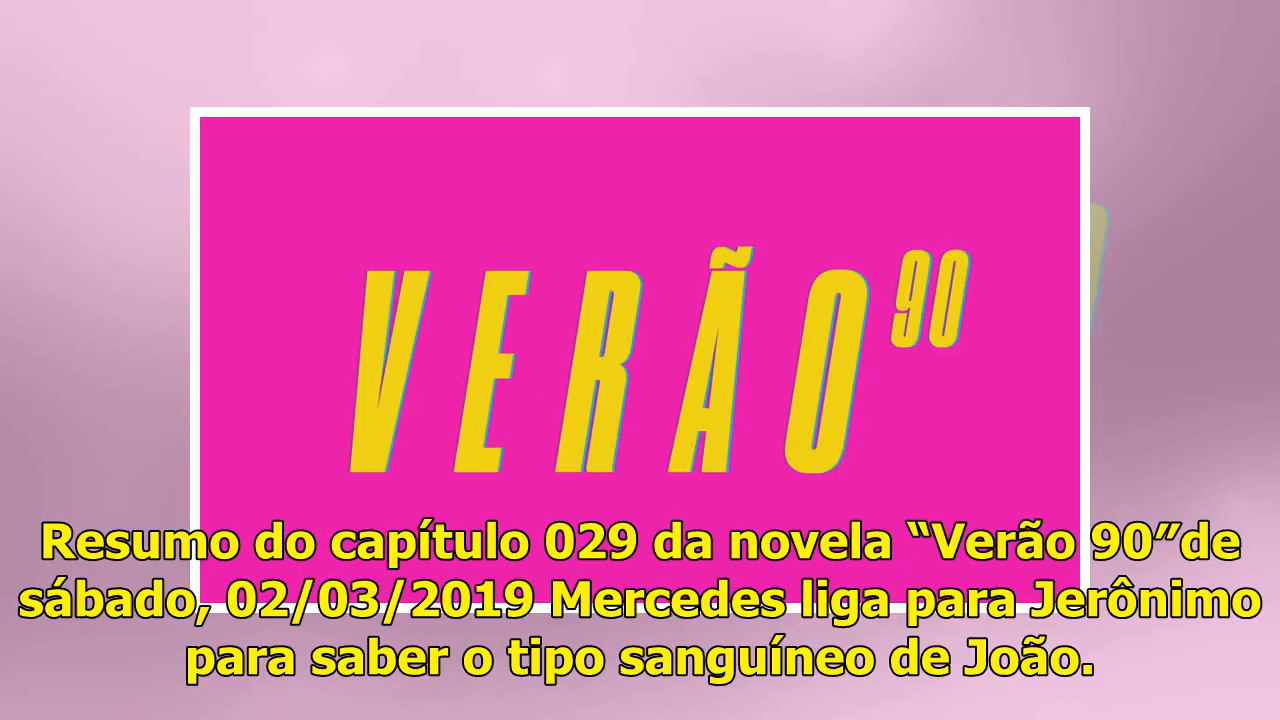 VERÃO 90
Resumo do capítulo 029 da novela “Verão 90”de
sábado, 02/03/2019 Mercedes liga para Jerônimo
para saber o tipo sanguíneo de João.